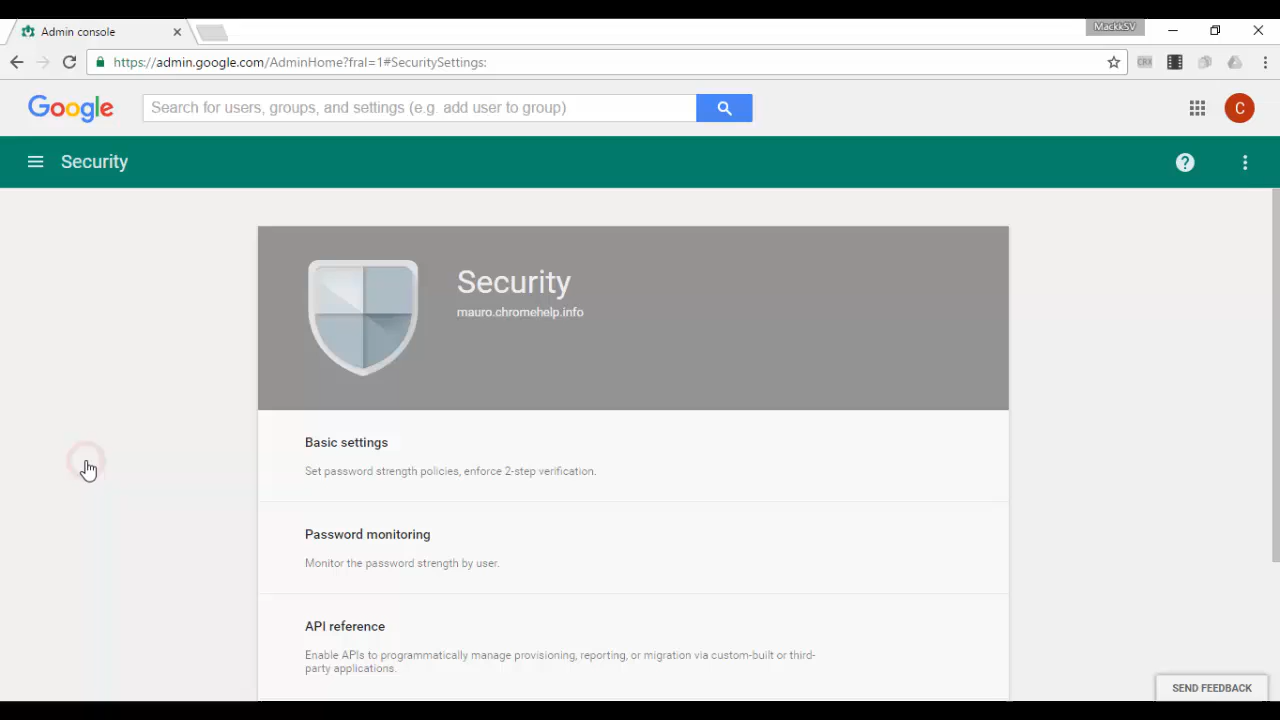 Admin console
MackSV
https://admin.google.com/AdminHome?fral=1#SecuritySettings:
Google
Search for users, groups, and settings (e.g. add user to group)
C
Security
Security
mauro.chromehelp.info
Basic settings
Set password strength policies, enforce 2-step verification.
Password monitoring
Monitor the password strength by user.
API reference
Enable APIs to programmatically manage provisioning, reporting, or migration via custom-built or third-
party applications.
SEND FEEDBACK